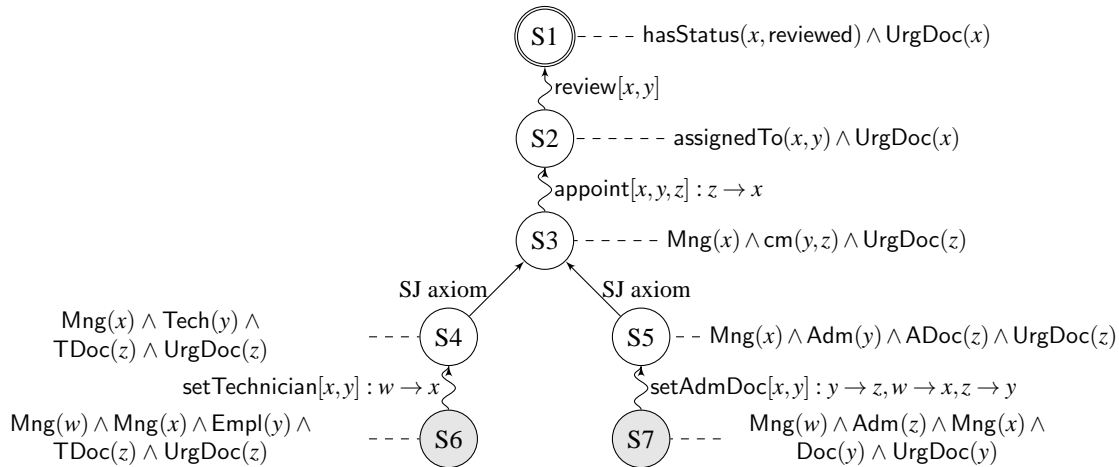 S1
hasStatus(x, reviewed) ∧ UrgDoc(x)
review[x, y]
S2
assignedTo(x, y) ∧ UrgDoc(x)
appoint[x, y, z] : z → x
S3
Mng(x) ∧ cm(y, z) ∧ UrgDoc(z)
SJ axiom
SJ axiom
Mng(x) ∧ Tech(y) ∧
TDoc(z) ∧ UrgDoc(z)
S4
S5
Mng(x) ∧ Adm(y) ∧ ADoc(z) ∧ UrgDoc(z)
setTechnician[x, y] : w → x
setAdmDoc[x, y] : y → z, w → x, z → y
Mng(w) ∧ Mng(x) ∧ Empl(y) ∧
TDoc(z) ∧ UrgDoc(z)
S6
S7
Mng(w) ∧ Adm(z) ∧ Mng(x) ∧
Doc(y) ∧ UrgDoc(y)